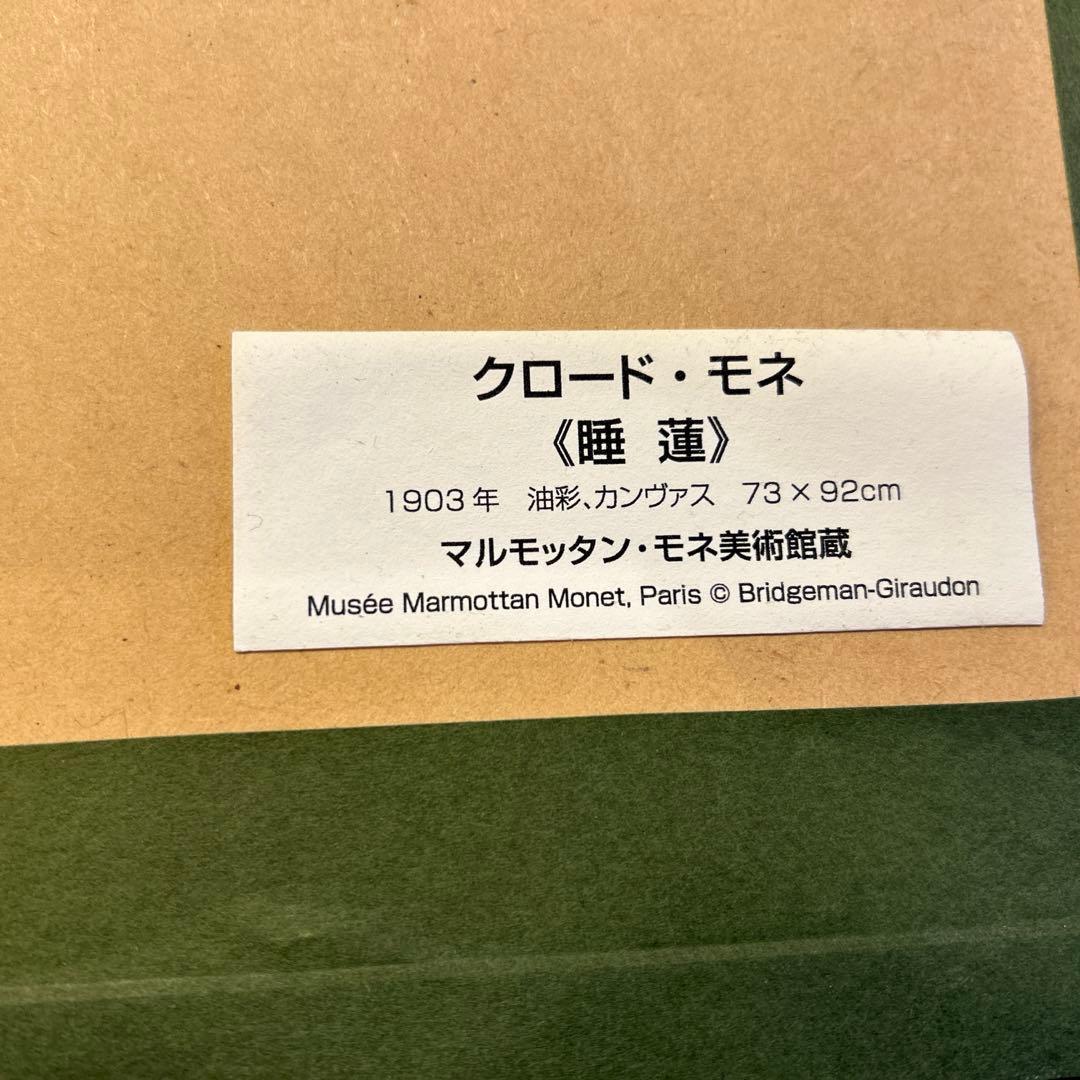 クロード・モネ
《睡 蓮》
1903年 油彩、カンヴァス 73×92cm
マルモッタン・モネ美術館蔵
Musée Marmottan Monet, Paris © Bridgeman-Giraudon